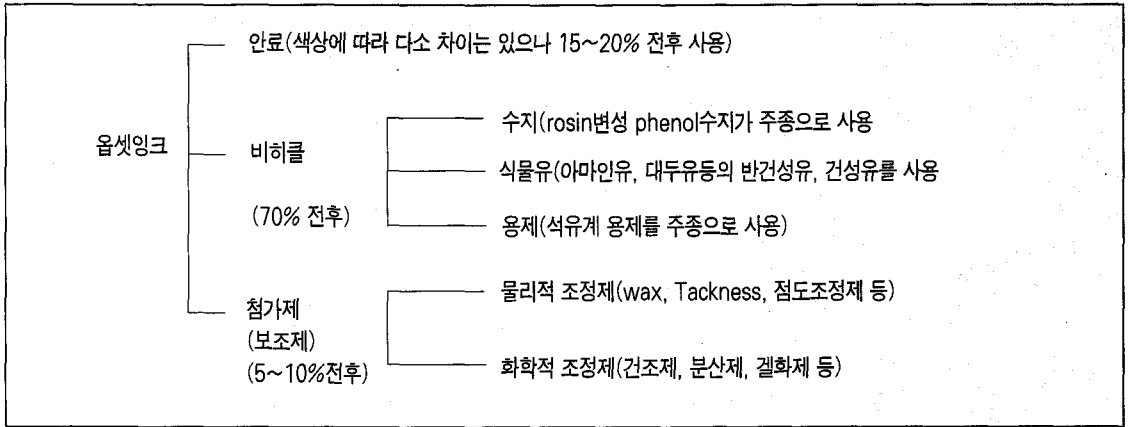 안료(색상에 따라 다소 차이는 있으나 15~20% 전후 사용)
옵셋잉크
비히클
(70% 전후)
수지(rosin변성 phenol수지가 주종으로 사용
식물유(아마인유, 대두유등의 반건성유, 건성유를 사용
용제(석유계 용제를 주종으로 사용)
첨가제
(보조제)
(5~10%전후)
물리적 조정제(wax, Tackness, 점도조정제 등)
화학적 조정제(건조제, 분산제, 겔화제 등)